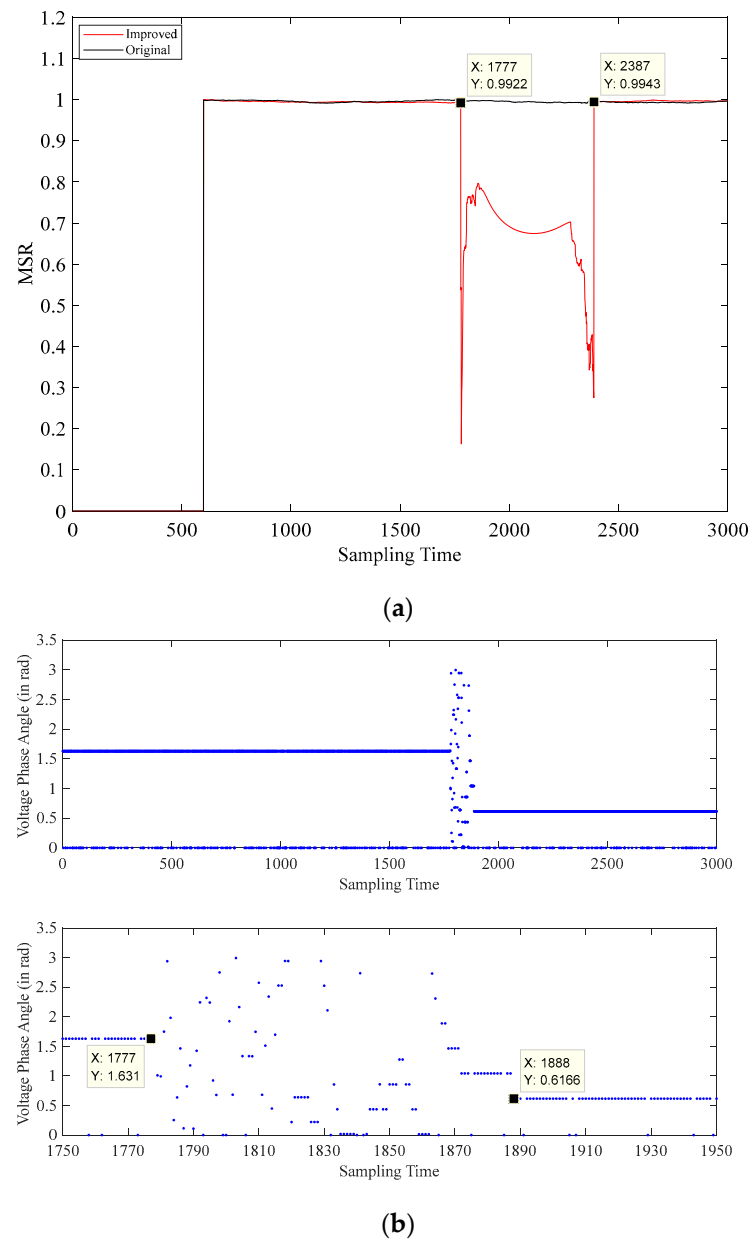 1.2
1.1
1
0.9
0.8
0.7
0.6
0.5
0.4
0.3
0.2
0.1
0
MSR
Improved
Original
X: 1777
Y: 0.9922
X: 2387
Y: 0.9943
0 500 1000 1500 2000 2500 3000
Sampling Time
(a)
3.5
3
2.5
2
1.5
1
0.5
0
Voltage Phase Angle (in rad)
0 500 1000 1500 2000 2500 3000
Sampling Time
3.5
3
2.5
2
1.5
1
0.5
0
Voltage Phase Angle (in rad)
X: 1777
Y: 1.631
X: 1888
Y: 0.6166
1750 1770 1790 1810 1830 1850 1870 1890 1910 1930 1950
Sampling Time
(b)